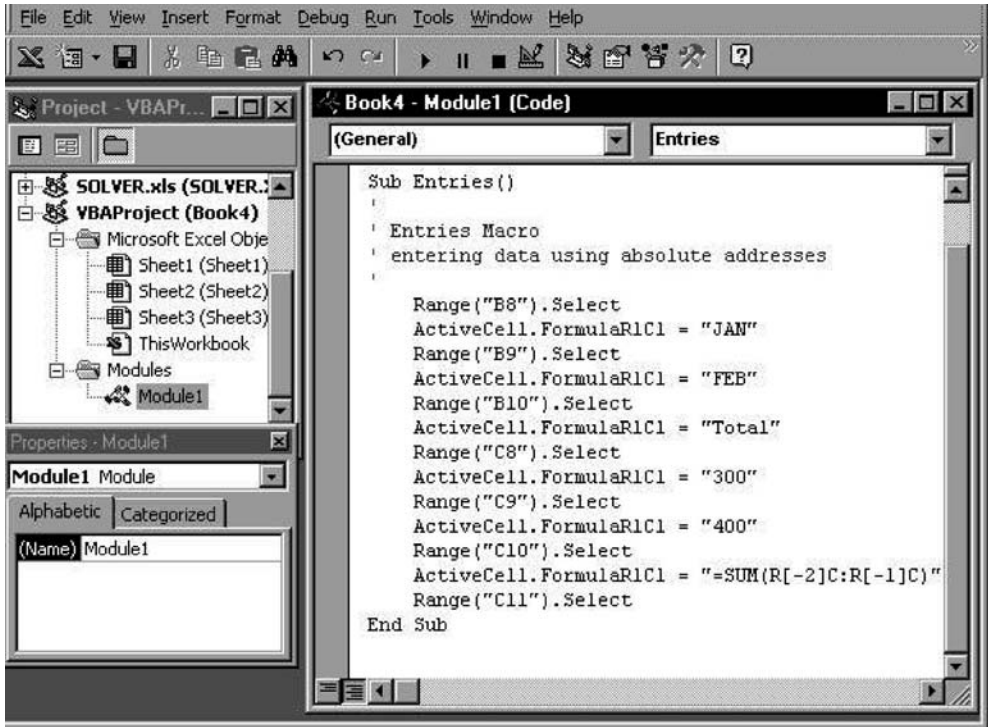 File Edit View Insert Format Debug Run Tools Window Help
Project - VBAPr...
SOLVER.xls (SOLVER.
VBAProject (Book4)
Microsoft Excel Obje
Sheet1 (Sheet1)
Sheet2 (Sheet2)
Sheet3 (Sheet3)
ThisWorkbook
Modules
Module1
Properties - Module1
Module1 Module
Alphabetic Categorized
(Name) Module1
Book4 - Module1 (Code)
(General) Entries
Sub Entries()
'
' Entries Macro
' entering data using absolute addresses
'
Range("B8").Select
ActiveCell.FormulaR1C1 = "JAN"
Range("B9").Select
ActiveCell.FormulaR1C1 = "FEB"
Range("B10").Select
ActiveCell.FormulaR1C1 = "Total"
Range("C8").Select
ActiveCell.FormulaR1C1 = "300"
Range("C9").Select
ActiveCell.FormulaR1C1 = "400"
Range("C10").Select
ActiveCell.FormulaR1C1 = "=SUM(R[-2]C:R[-1]C)"
Range("C11").Select
End Sub